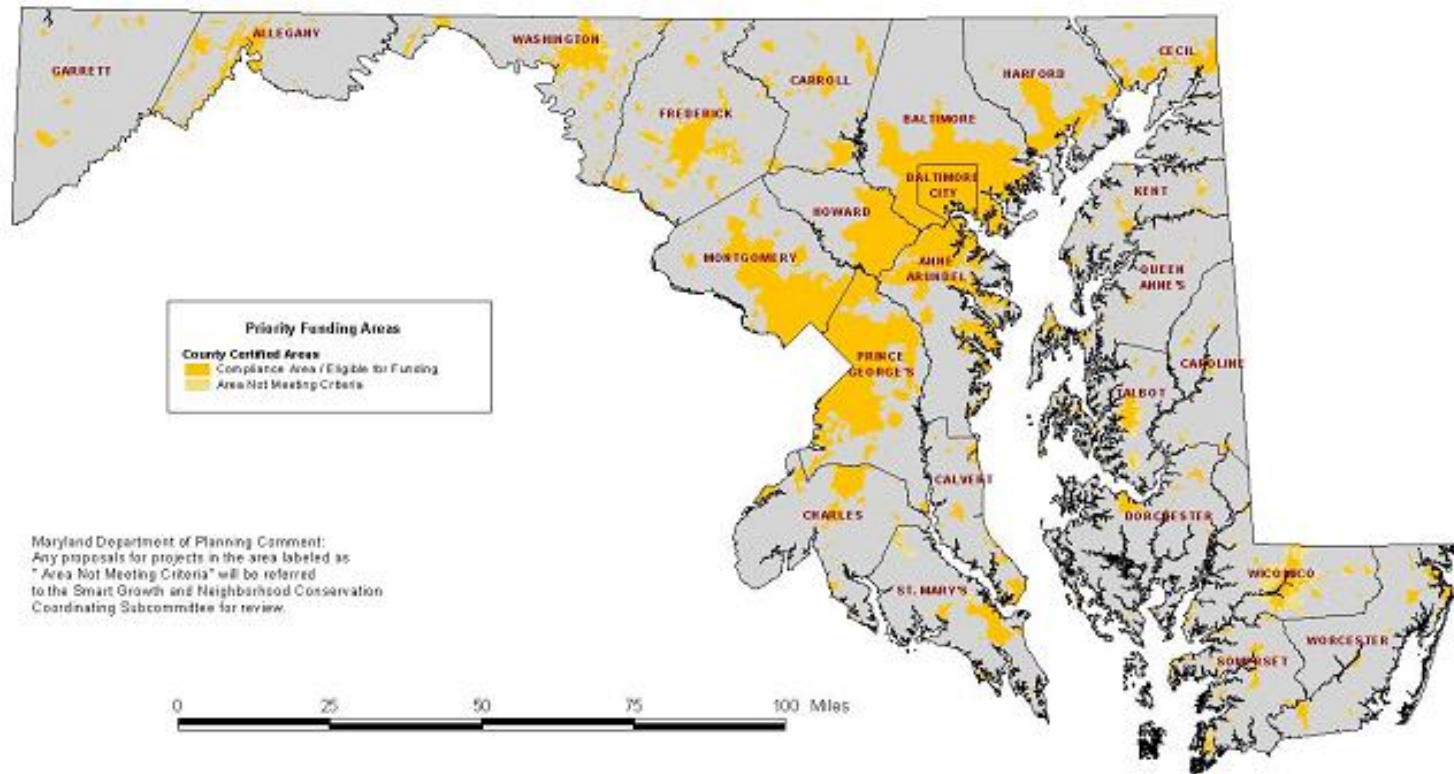 GARRETT
ALLEGANY
WASHINGTON
FREDERICK
CARROLL
BALTIMORE
HARFORD
CECIL
BALTIMORE
CITY
KENT
HOWARD
MONTGOMERY
ANNE
ARUNDEL
QUEEN
ANNE'S
PRINCE
GEORGE'S
CAROLINE
TALBOT
CALVERT
CHARLES
DORCHESTER
ST. MARY'S
WICOMICO
WORCESTER
SOMERSET
Priority Funding Areas
County Certified Areas
Compliance Area / Eligible for Funding
Area Not Meeting Criteria
Maryland Department of Planning Comment:
Any proposals for projects in the area labeled as
" Area Not Meeting Criteria" will be referred
to the Smart Growth and Neighborhood Conservation
Coordinating Subcommittee for review.
0 25 50 75 100 Miles